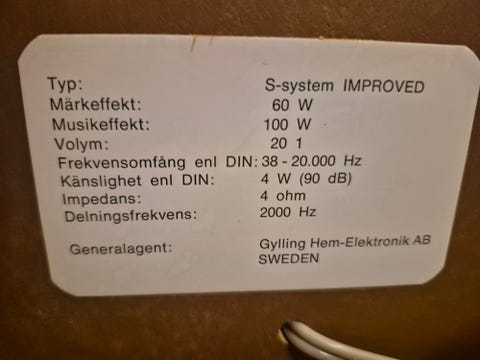 Typ: S-system IMPROVED
Märkeffekt: 60 W
Musikeffekt: 100 W
Volym: 20 l
Frekvensomfång enl DIN: 38-20.000 Hz
Känslighet enl DIN: 4 W (90 dB)
Impedans: 4 ohm
Delningsfrekvens: 2000 Hz
Generalagent: Gylling Hem-Elektronik AB
SWEDEN